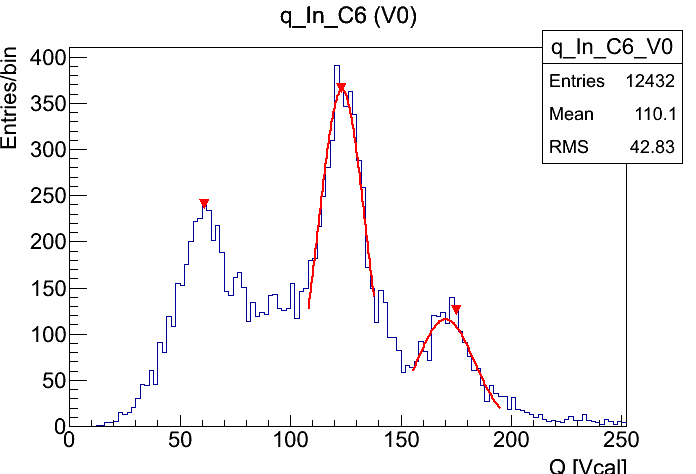 q_In_C6 (V0)
q_In_C6_V0
Entries 12432
Mean 110.1
RMS 42.83
Entries/bin
400
350
300
250
200
150
100
50
0
0 50 100 150 200 250
Q [Vcal]